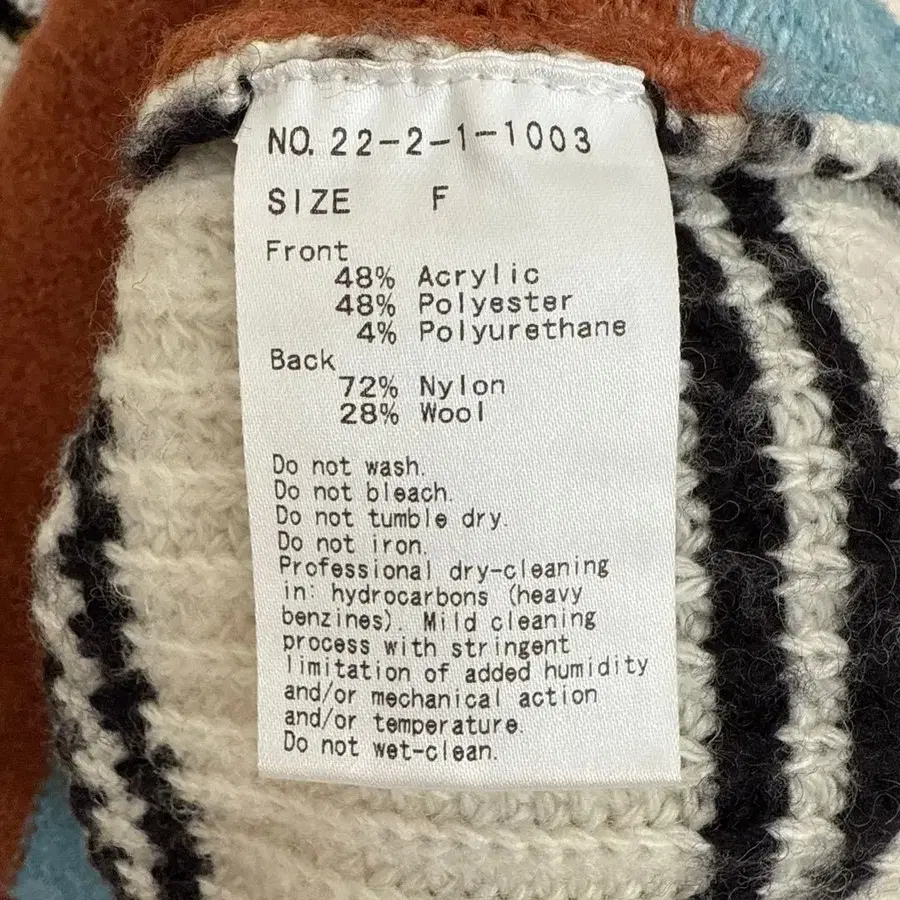 NO. 22-2-1-1003
SIZE F
Front
48% Acrylic
48% Polyester
4% Polyurethane
Back
72% Nylon
28% Wool
Do not wash.
Do not bleach.
Do not tumble dry.
Do not iron.
Professional dry-cleaning
in: hydrocarbons (heavy
benzines). Mild cleaning
process with stringent
limitation of added humidity
and/or mechanical action
and/or temperature.
Do not wet-clean.